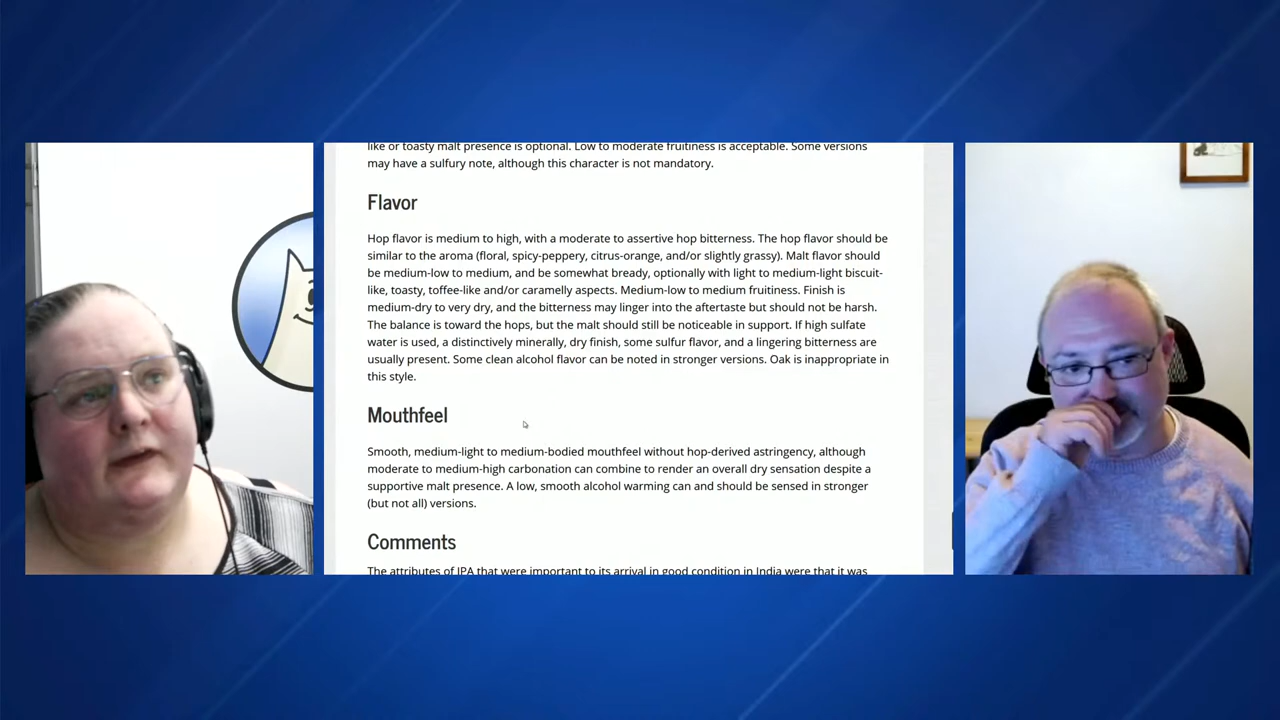 like or toasty malt presence is optional. Low to moderate fruitiness is acceptable. Some versions
may have a sulfury note, although this character is not mandatory.
Flavor
Hop flavor is medium to high, with a moderate to assertive hop bitterness. The hop flavor should be
similar to the aroma (floral, spicy-peppery, citrus-orange, and/or slightly grassy). Malt flavor should
be medium-low to medium, and be somewhat bready, optionally with light to medium-light biscuit-
like, toasty, toffee-like and/or caramelly aspects. Medium-low to medium fruitiness. Finish is
medium-dry to very dry, and the bitterness may linger into the aftertaste but should not be harsh.
The balance is toward the hops, but the malt should still be noticeable in support. If high sulfate
water is used, a distinctively minerally, dry finish, some sulfur flavor, and a lingering bitterness are
usually present. Some clean alcohol flavor can be noted in stronger versions. Oak is inappropriate in
this style.
Mouthfeel
Smooth, medium-light to medium-bodied mouthfeel without hop-derived astringency, although
moderate to medium-high carbonation can combine to render an overall dry sensation despite a
supportive malt presence. A low, smooth alcohol warming can and should be sensed in stronger
(but not all) versions.
Comments
The attributes of IPA that were important to its arrival in good condition in India were that it was